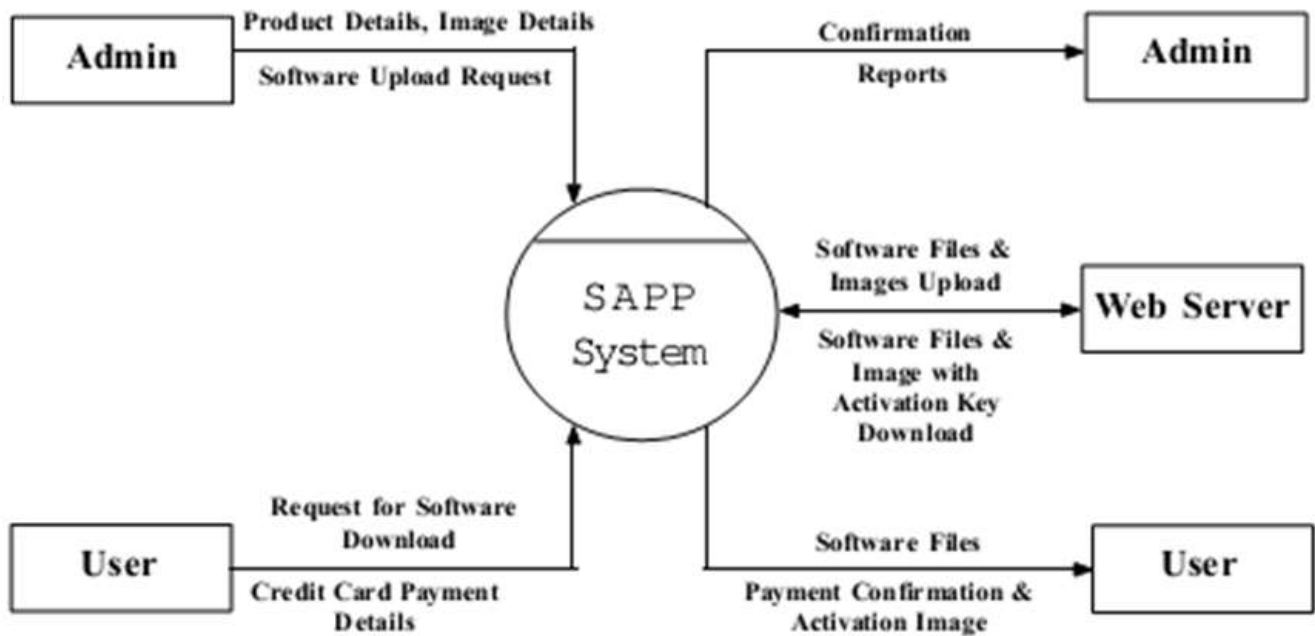 Admin
Product Details, Image Details
Software Upload Request
Confirmation
Reports
Admin
SAPP
System
Software Files &
Images Upload
Software Files &
Image with
Activation Key
Download
Web Server
User
Request for Software
Download
Credit Card Payment
Details
Software Files
Payment Confirmation &
Activation Image
User